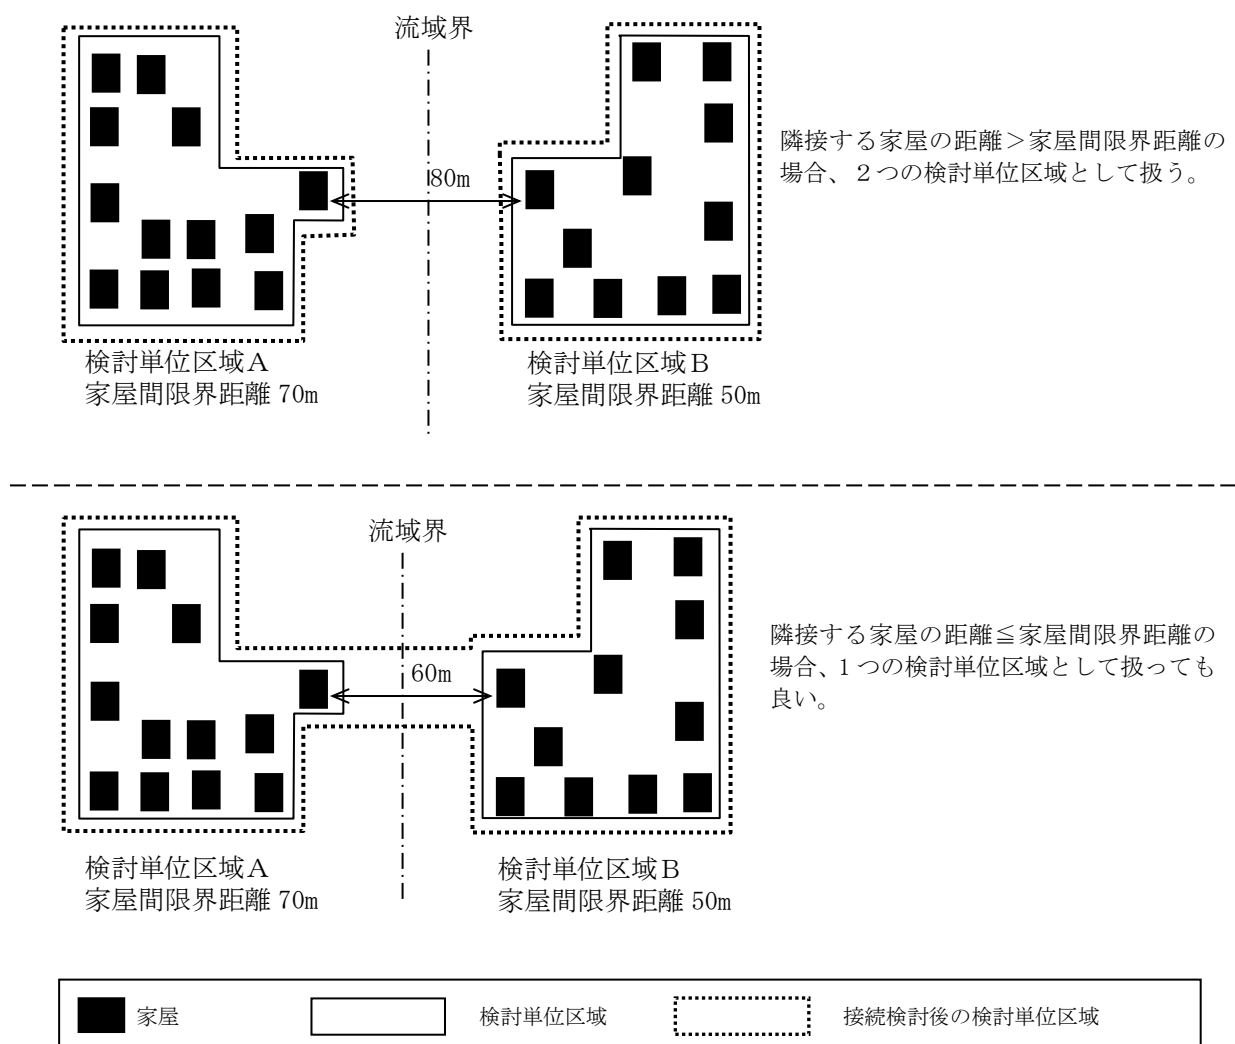 流域界
隣接する家屋の距離＞家屋間限界距離の
場合、２つの検討単位区域として扱う。
80m
検討単位区域Ａ
家屋間限界距離 70m
検討単位区域Ｂ
家屋間限界距離 50m
流域界
隣接する家屋の距離≦家屋間限界距離の
場合、1 つの検討単位区域として扱っても
良い。
60m
検討単位区域Ａ
家屋間限界距離 70m
検討単位区域Ｂ
家屋間限界距離 50m
家屋
検討単位区域
接続検討後の検討単位区域